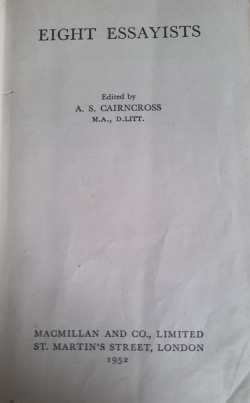 EIGHT ESSAYISTS
Edited by
A. S. CAIRNCROSS
M.A., D.LITT.
MACMILLAN AND CO., LIMITED
ST. MARTIN'S STREET, LONDON
1952